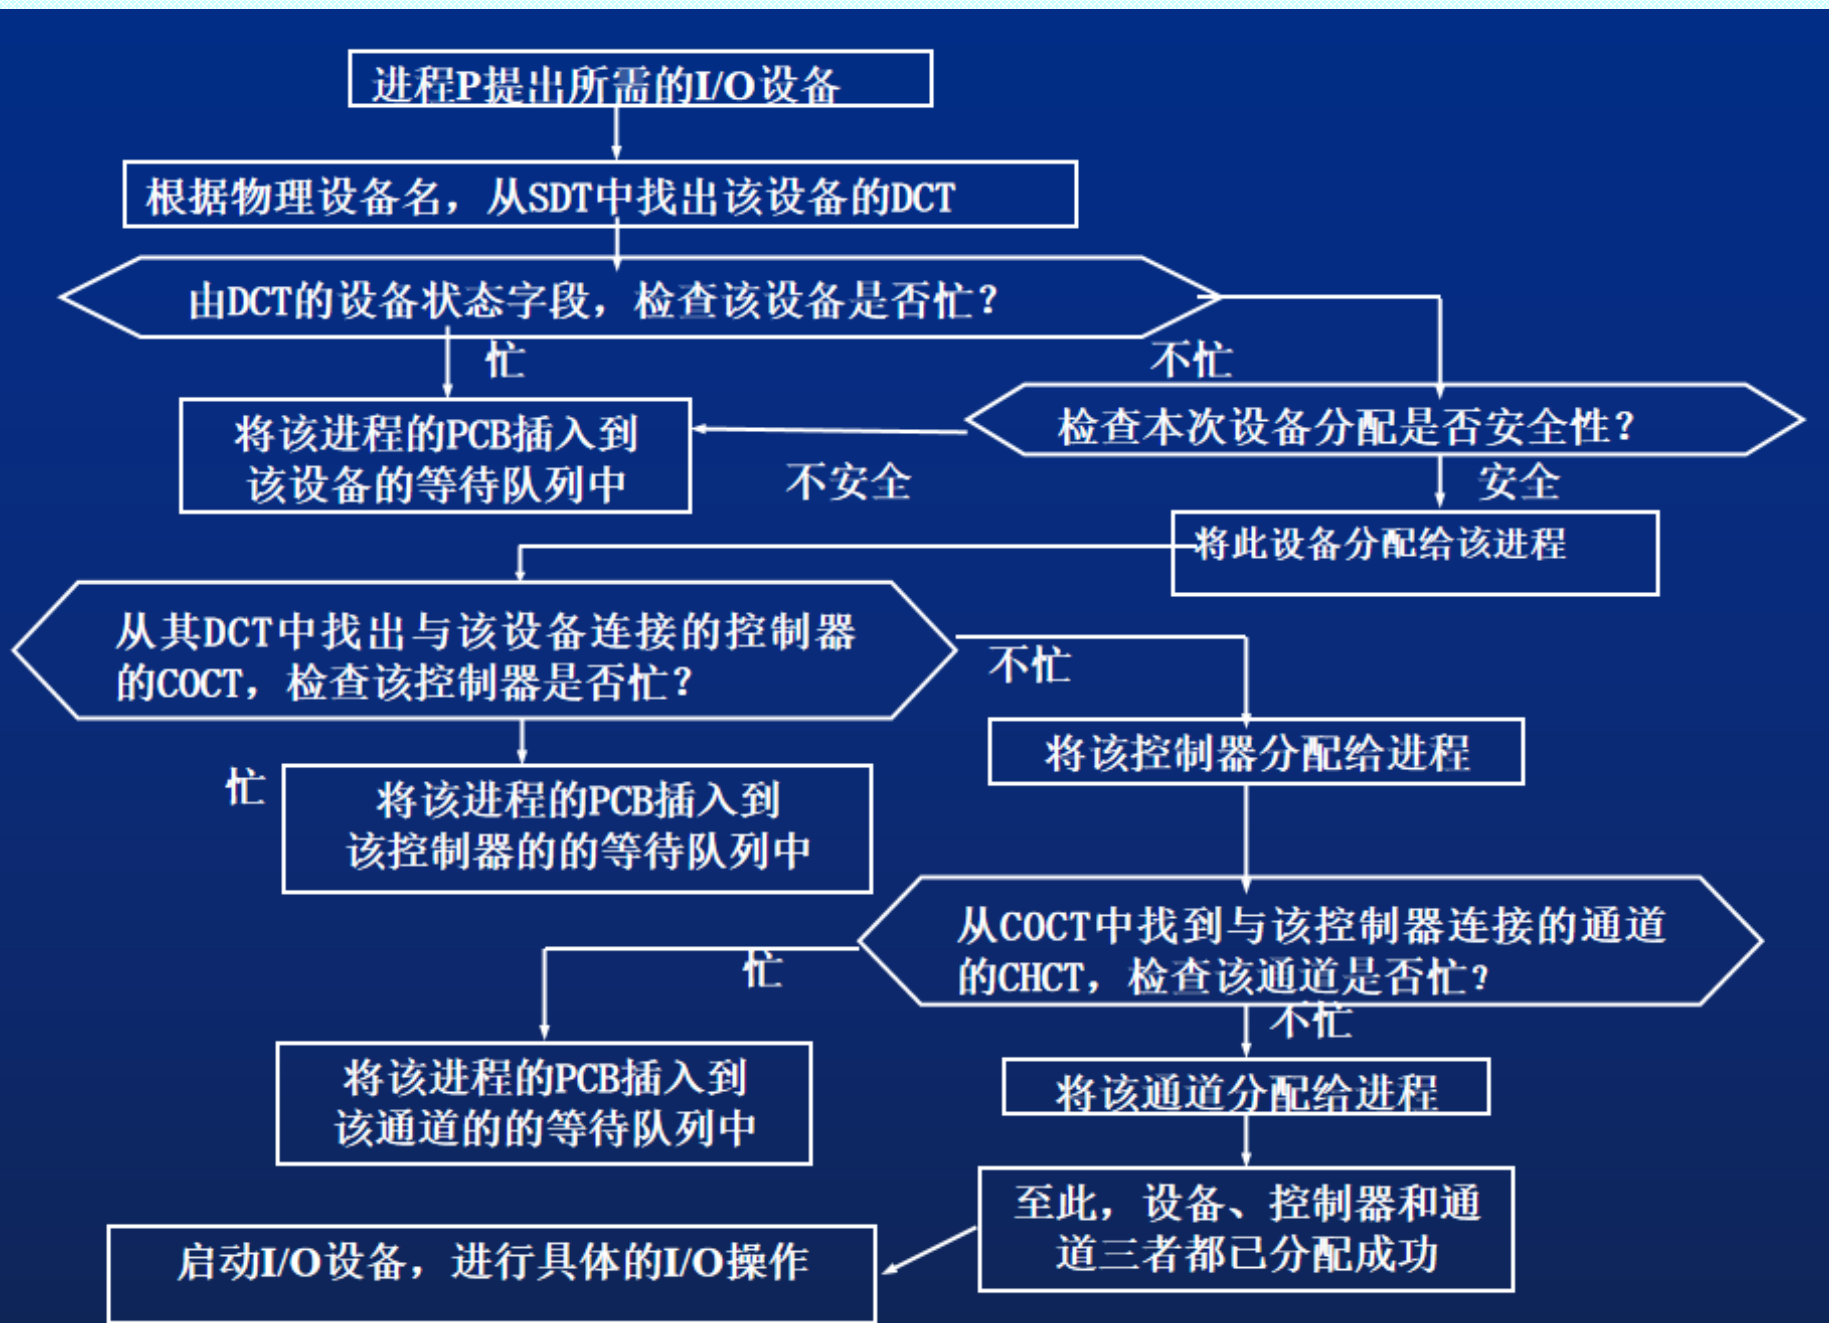 进程P提出所需的I/O设备
根据物理设备名，从SDT中找出该设备的DCT
由DCT的设备状态字段，检查该设备是否忙？
忙
不忙
将该进程的PCB插入到
该设备的等待队列中
检查本次设备分配是否安全性？
不安全
安全
将此设备分配给该进程
从其DCT中找出与该设备连接的控制器
的COCT，检查该控制器是否忙？
不忙
将该控制器分配给进程
忙
将该进程的PCB插入到
该控制器的的等待队列中
从COCT中找到与该控制器连接的通道
的CHCT，检查该通道是否忙？
忙
不忙
将该进程的PCB插入到
该通道的的等待队列中
将该通道分配给进程
至此，设备、控制器和通
道三者都已分配成功
启动I/O设备，进行具体的I/O操作